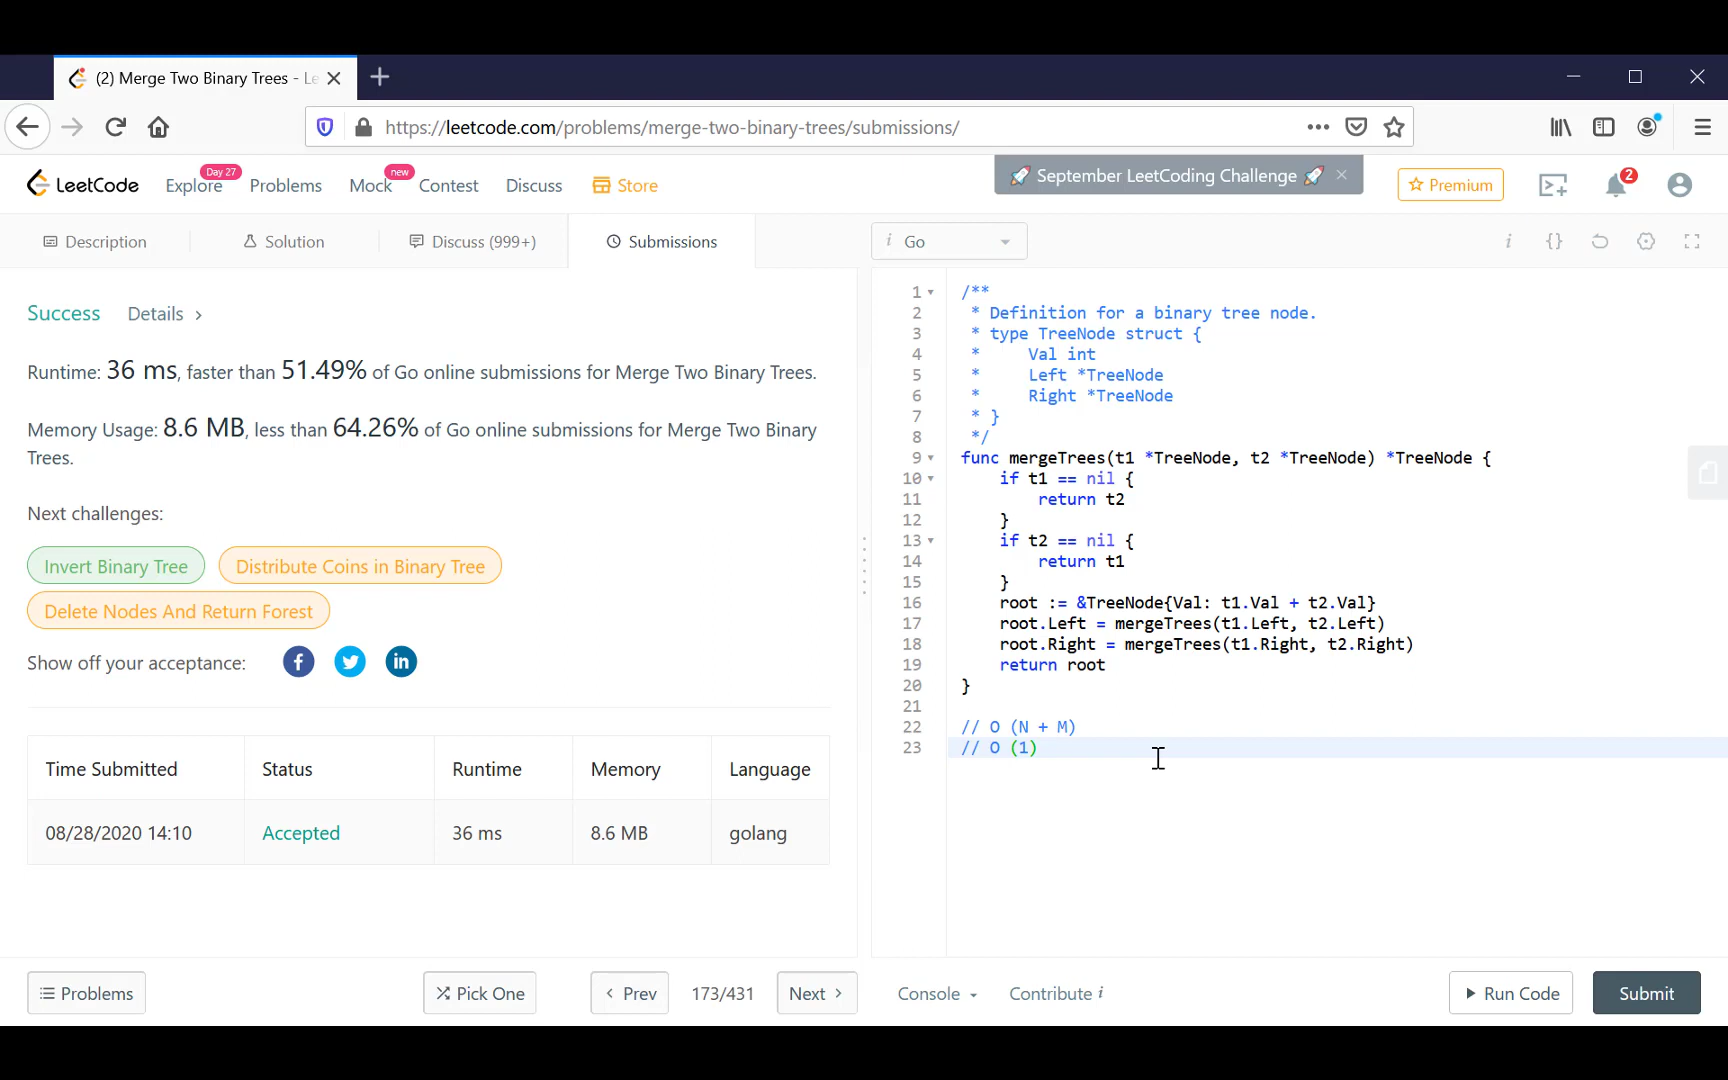 (2) Merge Two Binary Trees - Le
https://leetcode.com/problems/merge-two-binary-trees/submissions/
LeetCode
Explore
Day 27
Problems
Mock
new
Contest
Discuss
Store
🚀 September LeetCoding Challenge 🚀
Premium
2
Description
Solution
Discuss (999+)
Submissions
i Go
Success
Details
Runtime: 36 ms, faster than 51.49% of Go online submissions for Merge Two Binary Trees.
Memory Usage: 8.6 MB, less than 64.26% of Go online submissions for Merge Two Binary
Trees.
Next challenges:
Invert Binary Tree
Distribute Coins in Binary Tree
Delete Nodes And Return Forest
Show off your acceptance:
Time Submitted Status Runtime Memory Language
08/28/2020 14:10 Accepted 36 ms 8.6 MB golang
1 /**
2 * Definition for a binary tree node.
3 * type TreeNode struct {
4 *     Val int
5 *     Left *TreeNode
6 *     Right *TreeNode
7 * }
8 */
9 func mergeTrees(t1 *TreeNode, t2 *TreeNode) *TreeNode {
10     if t1 == nil {
11         return t2
12     }
13     if t2 == nil {
14         return t1
15     }
16     root := &TreeNode{Val: t1.Val + t2.Val}
17     root.Left = mergeTrees(t1.Left, t2.Left)
18     root.Right = mergeTrees(t1.Right, t2.Right)
19     return root
20 }
21
22 // O (N + M)
23 // O (1)
Problems
Pick One
Prev
173/431
Next
Console
Contribute i
Run Code
Submit